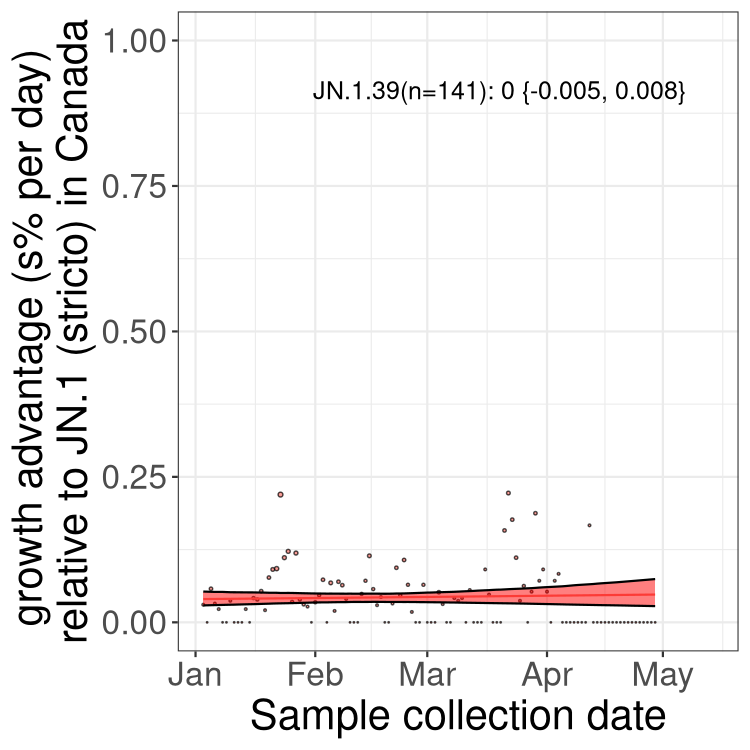 growth advantage (s% per day)
relative to JN.1 (stricto) in Canada
1.00
0.75
0.50
0.25
0.00
JN.1.39(n=141): 0 {-0.005, 0.008}
Jan
Feb
Mar
Apr
May
Sample collection date